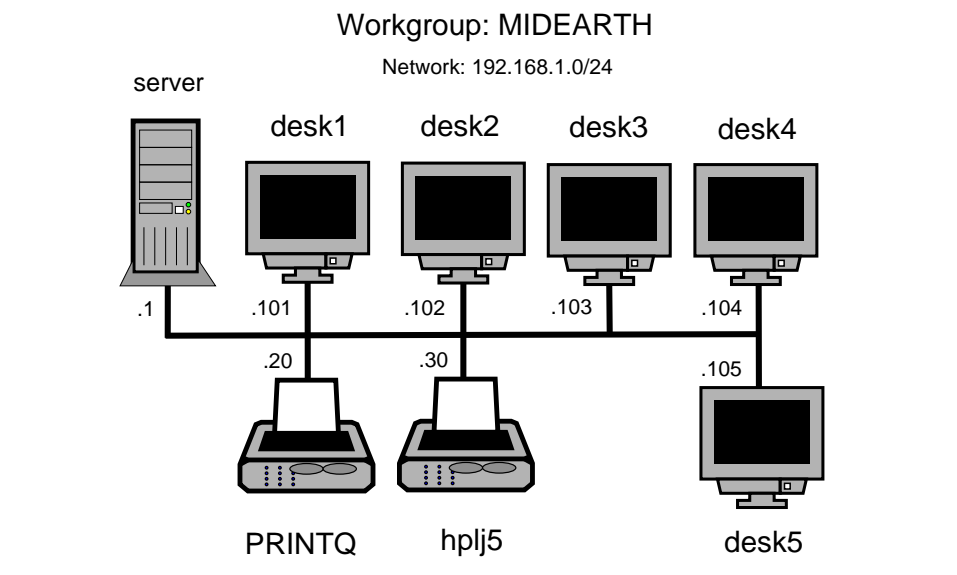 Workgroup: MIDEARTH
Network: 192.168.1.0/24
server
desk1
desk2
desk3
desk4
.1
.101
.102
.103
.104
.20
.30
.105
PRINTQ
hplj5
desk5